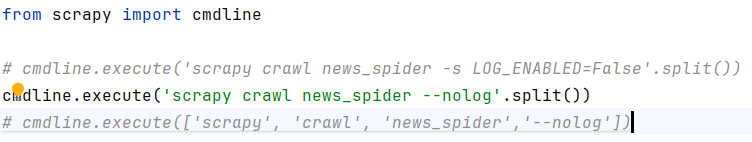 from scrapy import cmdline
# cmdline.execute('scrapy crawl news_spider -s LOG_ENABLED=False'.split())
cmdline.execute('scrapy crawl news_spider --nolog'.split())
# cmdline.execute(['scrapy', 'crawl', 'news_spider','--nolog'])